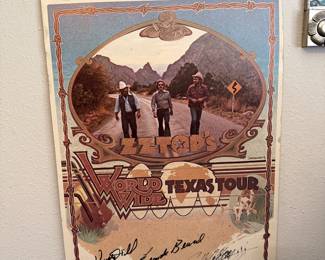 ZZ TOP'S
WORLD
WIDE TEXAS TOUR
Frank Beard